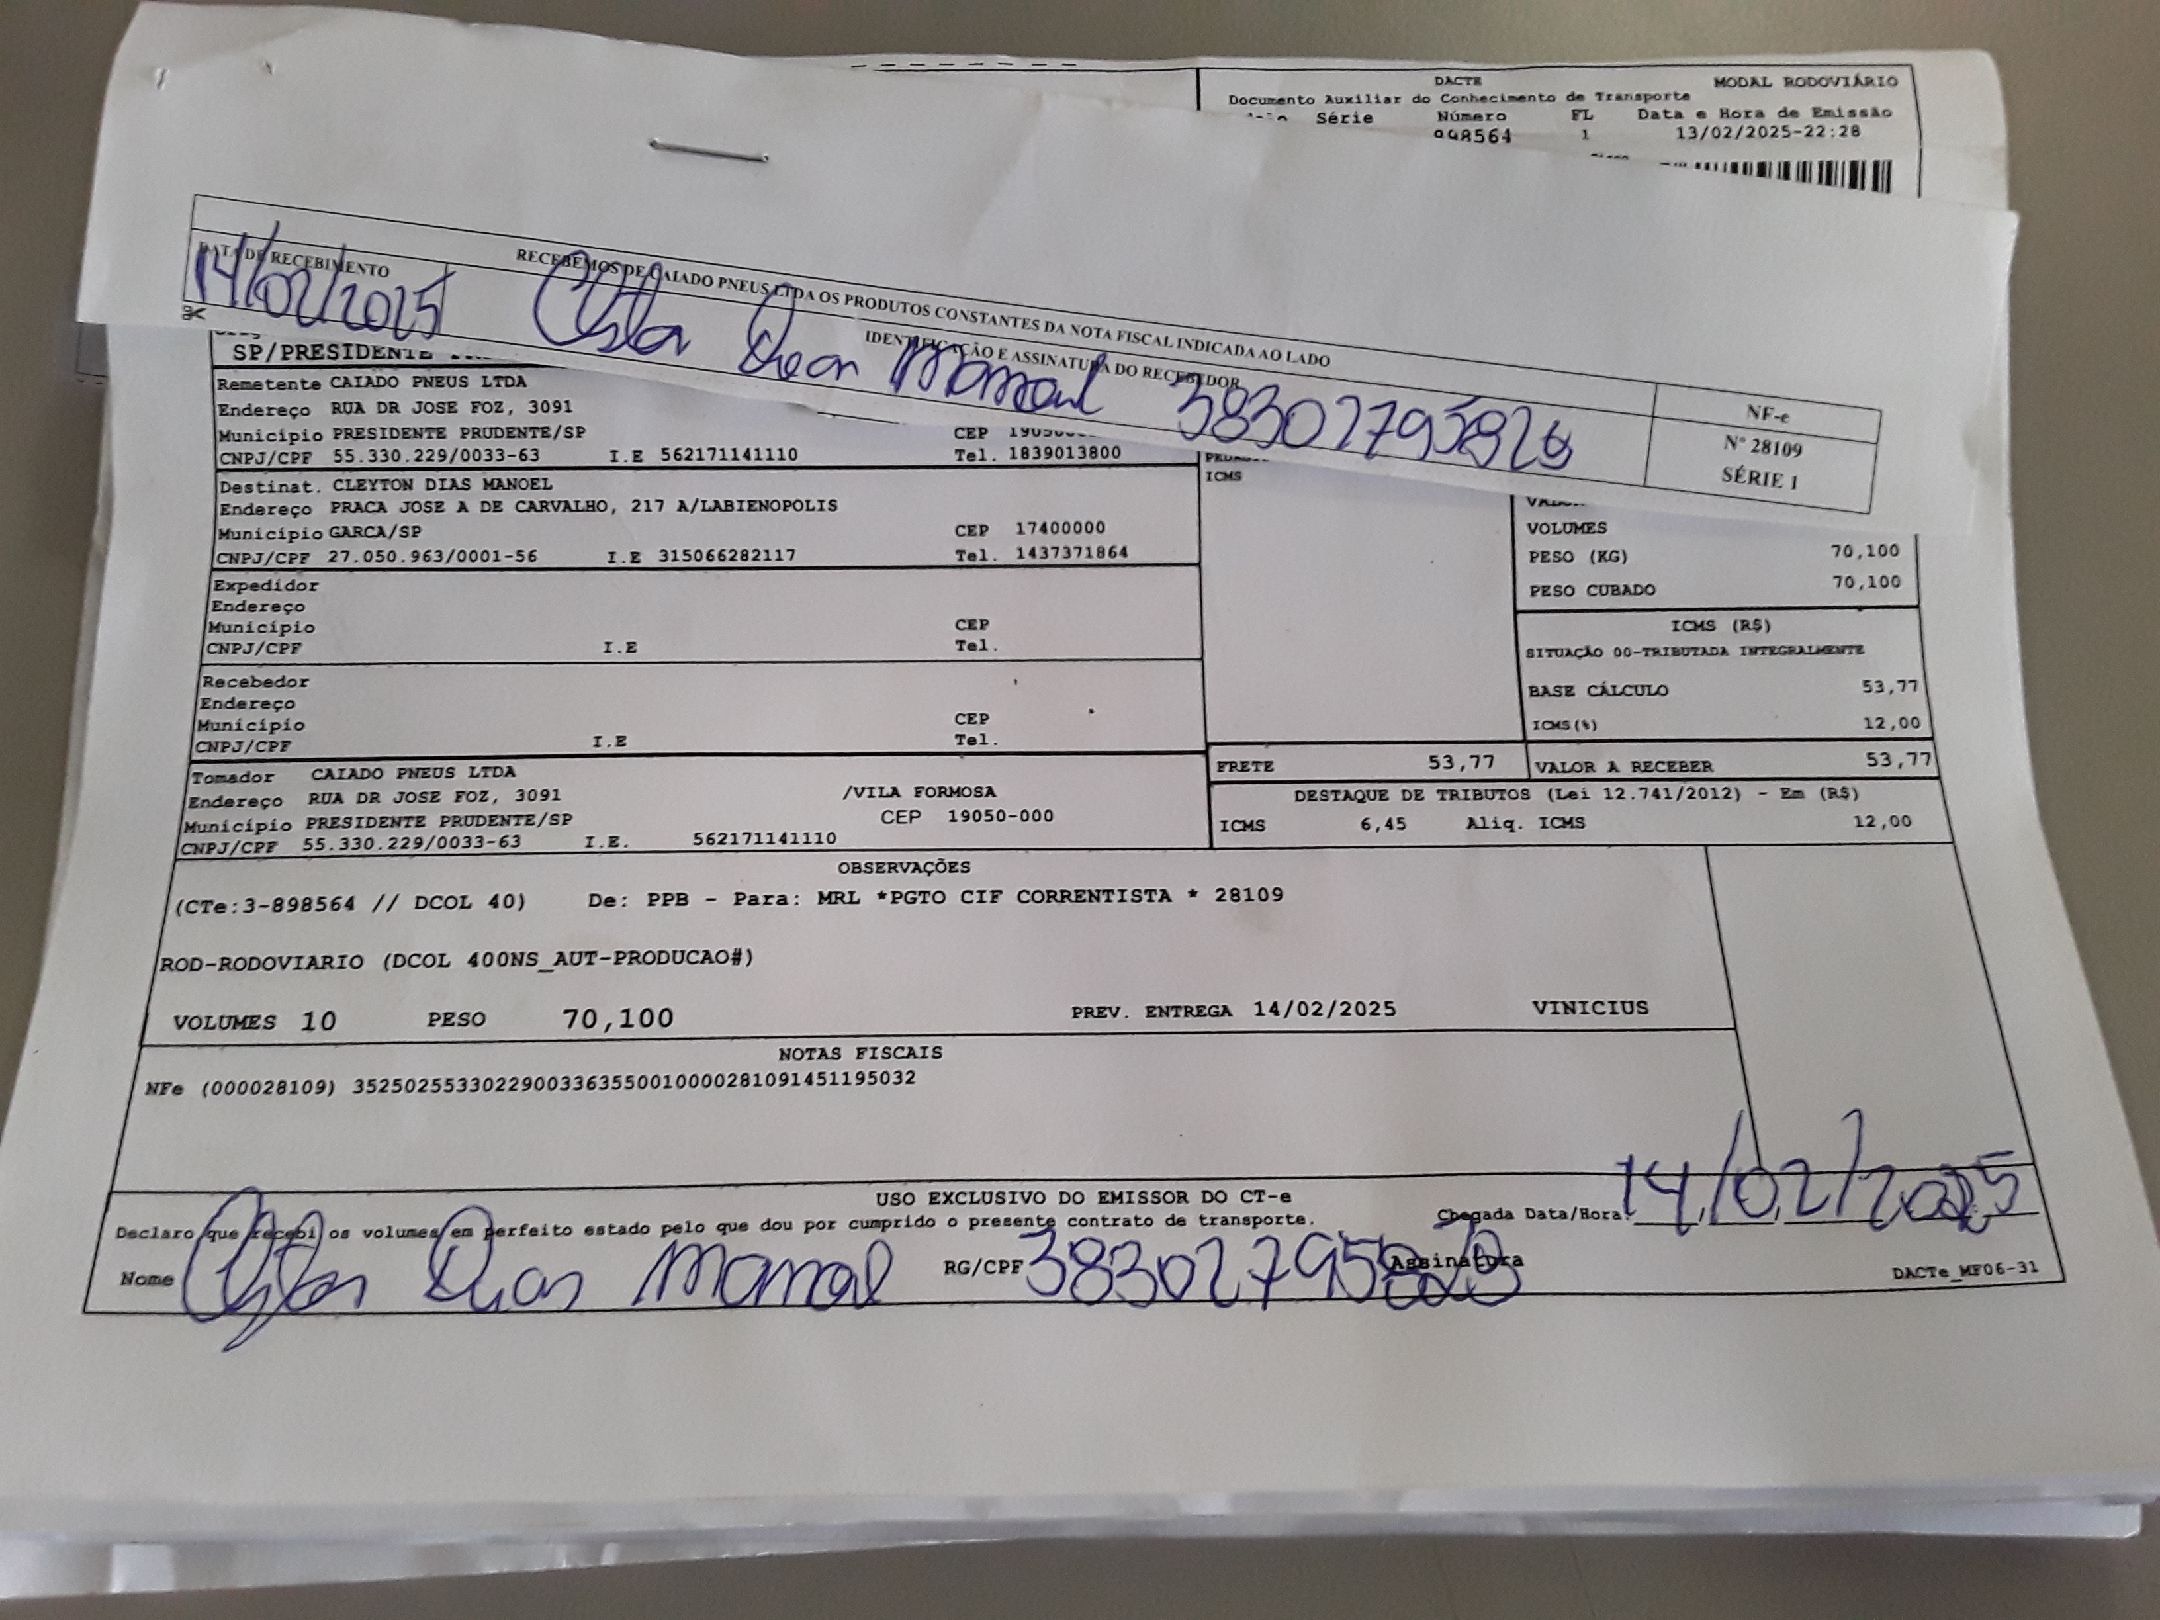 DACTE MODAL RODOVIÁRIO
Documento Auxiliar do Conhecimento de Transporte
Série Número FL Data e Hora de Emissão
898564 1 13/02/2025-22:28
RECEBEMOS DE CAIADO PNEUS LTDA OS PRODUTOS CONSTANTES DA NOTA FISCAL INDICADA AO LADO
DATA DE RECEBIMENTO
IDENTIFICAÇÃO E ASSINATURA DO RECEBEDOR
14/02/2025 Dias Manoel
NF-e
N° 28109
SÉRIE 1
SP/PRESIDENTE
Remetente CAIADO PNEUS LTDA
Endereço RUA DR JOSE FOZ, 3091
Município PRESIDENTE PRUDENTE/SP CEP
CNPJ/CPF 55.330.229/0033-63 I.E 562171141110 Tel. 1839013800
Destinat. CLEYTON DIAS MANOEL
Endereço PRACA JOSE A DE CARVALHO, 217 A/LABIENOPOLIS
Município GARCA/SP CEP 17400000
CNPJ/CPF 27.050.963/0001-56 I.E 315066282117 Tel. 1437371864
Expedidor
Endereço
Município CEP
CNPJ/CPF I.E Tel.
Recebedor
Endereço
Município CEP
CNPJ/CPF I.E Tel.
Tomador CAIADO PNEUS LTDA
Endereço RUA DR JOSE FOZ, 3091 /VILA FORMOSA
Município PRESIDENTE PRUDENTE/SP CEP 19050-000
CNPJ/CPF 55.330.229/0033-63 I.E. 562171141110
ICMS
VOLUMES
PESO (KG) 70,100
PESO CUBADO 70,100
ICMS (R$)
SITUAÇÃO 00-TRIBUTADA INTEGRALMENTE
BASE CÁLCULO 53,77
ICMS(%) 12,00
FRETE 53,77 VALOR A RECEBER 53,77
DESTAQUE DE TRIBUTOS (Lei 12.741/2012) - Em (R$)
ICMS 6,45 Aliq. ICMS 12,00
OBSERVAÇÕES
(CTe:3-898564 // DCOL 40) De: PPB - Para: MRL *PGTO CIF CORRENTISTA * 28109
ROD-RODOVIARIO (DCOL 400NS_AUT-PRODUCAO#)
VOLUMES 10 PESO 70,100 PREV. ENTREGA 14/02/2025 VINICIUS
NOTAS FISCAIS
NFe (000028109) 35250255330229003363550010000281091451195032
USO EXCLUSIVO DO EMISSOR DO CT-e
Declaro que recebi os volumes em perfeito estado pelo que dou por cumprido o presente contrato de transporte.
Chegada Data/Hora: 14/02/2025
Nome Dias Manoel RG/CPF Assinatura
DACTe_MF06-31